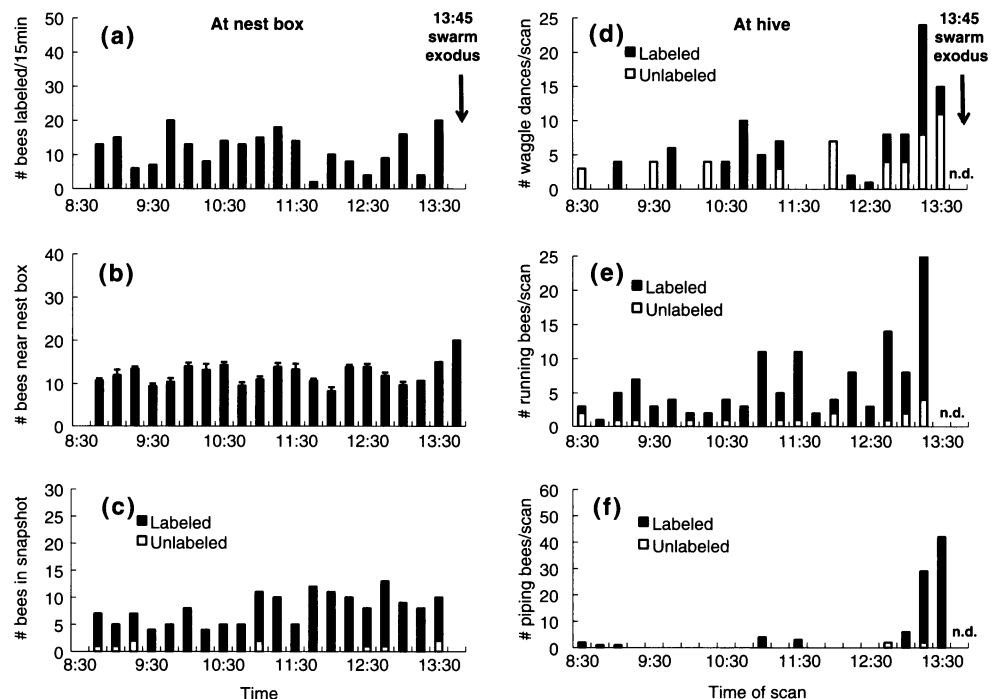 At nest box
13:45
swarm
exodus
(a)
# bees labeled/15min
50
40
30
20
10
0
8:30 9:30 10:30 11:30 12:30 13:30
(b)
# bees near nest box
40
30
20
10
0
8:30 9:30 10:30 11:30 12:30 13:30
(c)
Labeled
Unlabeled
# bees in snapshot
30
25
20
15
10
5
0
8:30 9:30 10:30 11:30 12:30 13:30
Time
At hive
13:45
swarm
exodus
(d)
Labeled
Unlabeled
# waggle dances/scan
25
20
15
10
5
0
n.d.
8:30 9:30 10:30 11:30 12:30 13:30
(e)
Labeled
Unlabeled
# running bees/scan
25
20
15
10
5
0
n.d.
8:30 9:30 10:30 11:30 12:30 13:30
(f)
Labeled
Unlabeled
# piping bees/scan
60
50
40
30
20
10
0
n.d.
8:30 9:30 10:30 11:30 12:30 13:30
Time of scan